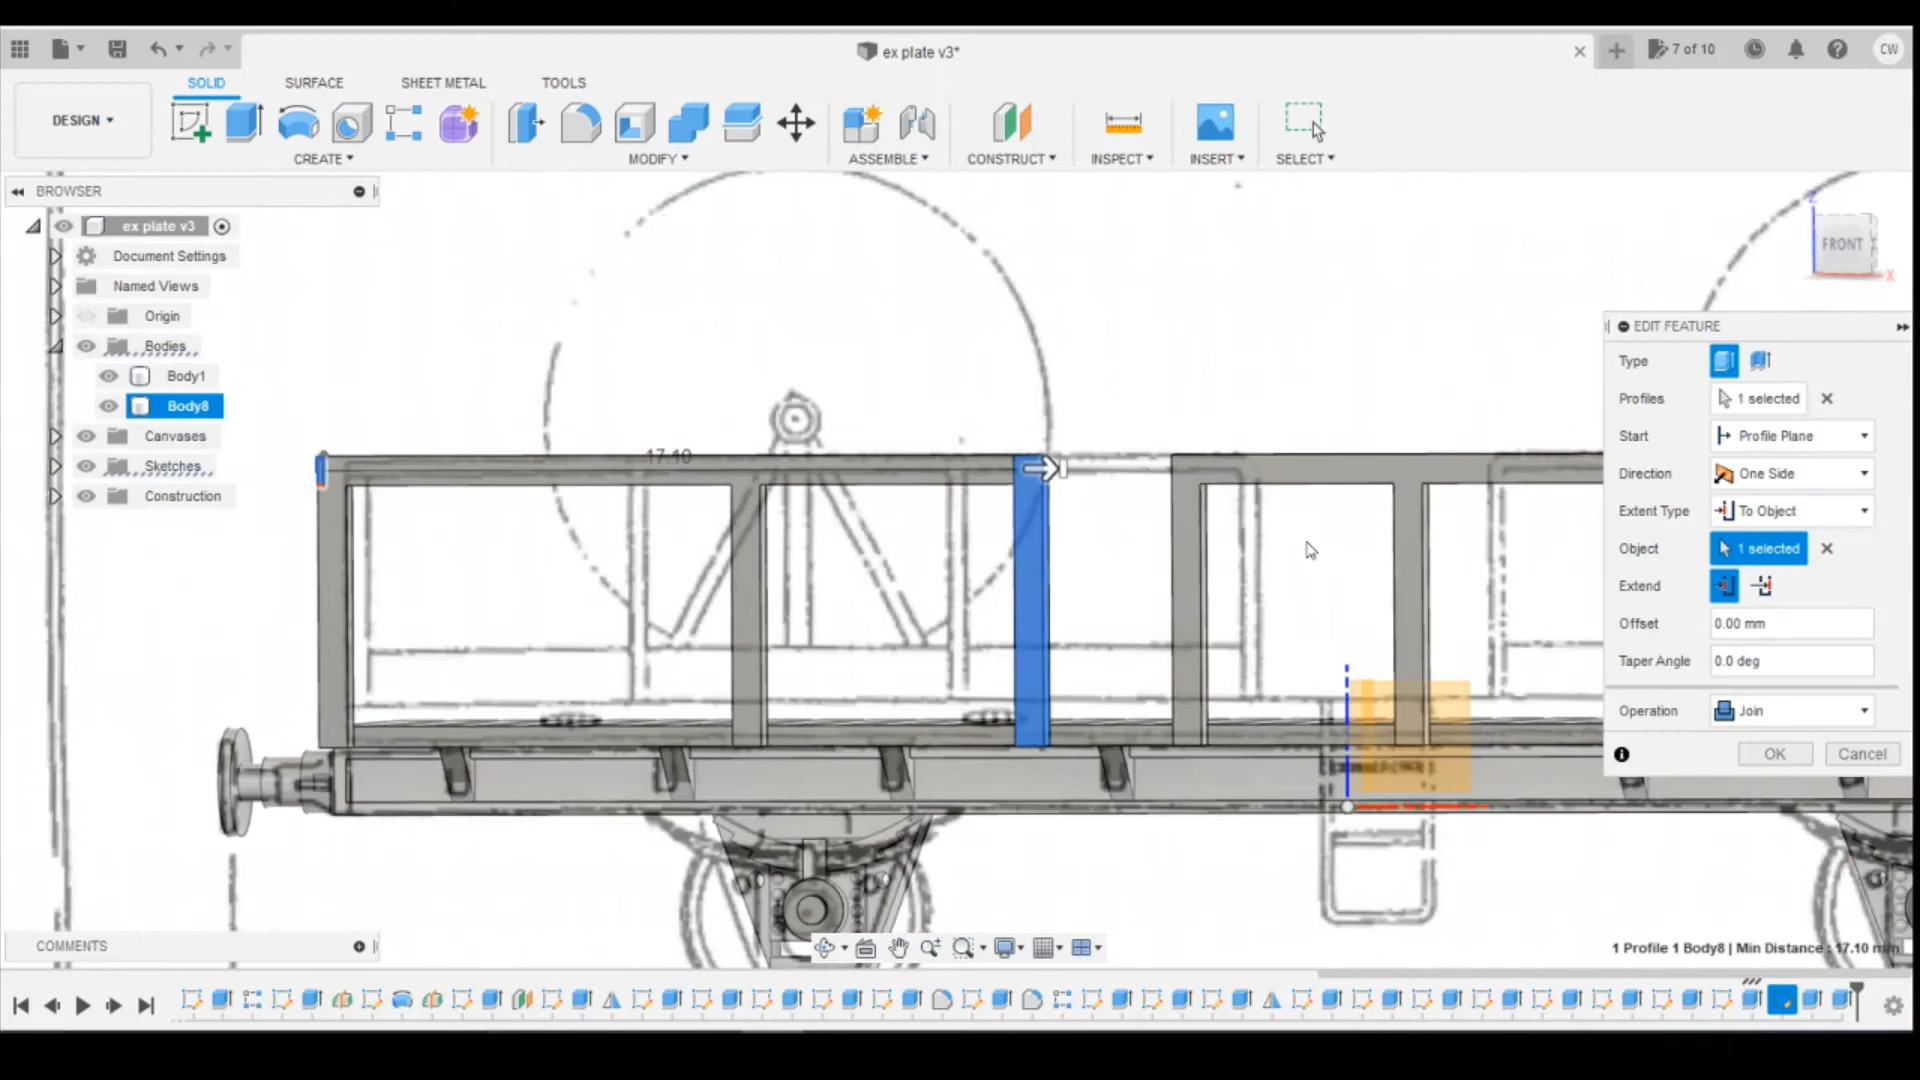 ex plate v3*
7 of 10
CW
SOLID
SURFACE
SHEET METAL
TOOLS
DESIGN
CREATE
MODIFY
ASSEMBLE
CONSTRUCT
INSPECT
INSERT
SELECT
BROWSER
ex plate v3
Document Settings
Named Views
Origin
Bodies
Body1
Body8
Canvases
Sketches
Construction
17.10
Z
FRONT
X
EDIT FEATURE
Type
Profiles
1 selected
Start
Profile Plane
Direction
One Side
Extent Type
To Object
Object
1 selected
Extend
Offset
0.00 mm
Taper Angle
0.0 deg
Operation
Join
OK
Cancel
COMMENTS
1 Profile 1 Body8 | Min Distance : 17.10 mm